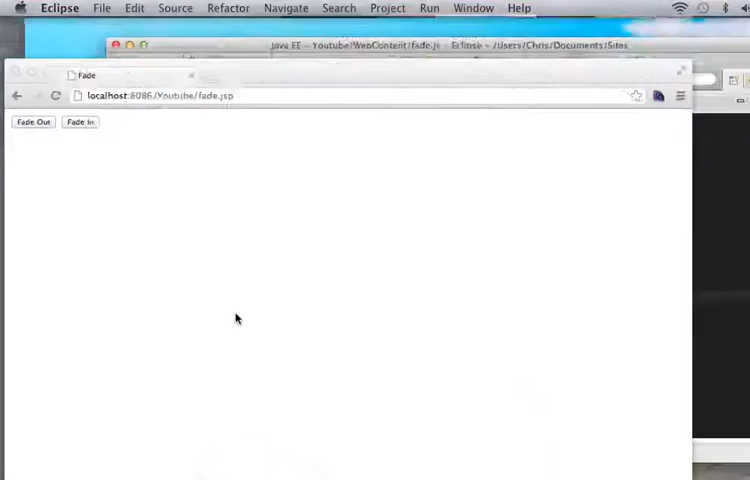 Eclipse File Edit Source Refactor Navigate Search Project Run Window Help
Java EE - Youtube/WebContent/fade.js - Eclipse - /Users/Chris/Documents/Sites
Fade
localhost:8086/Youtube/fade.jsp
Fade Out Fade In